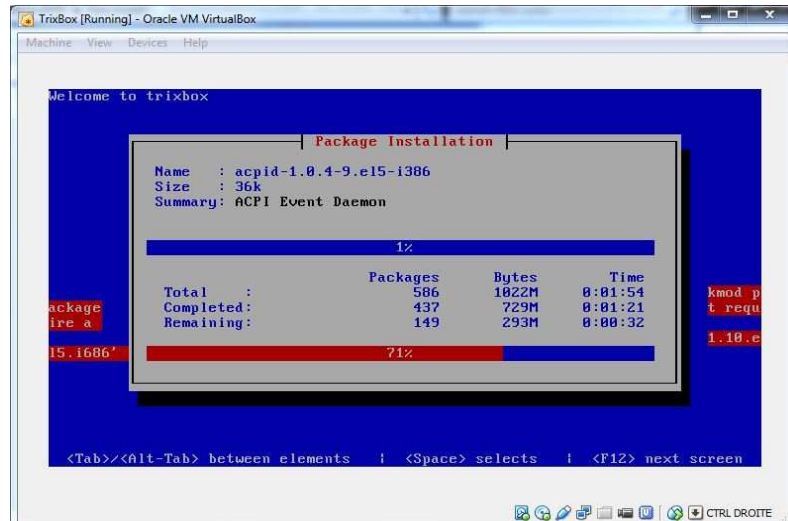 TrixBox [Running] - Oracle VM VirtualBox
Machine View Devices Help
Welcome to trixbox
Package Installation
Name : acpid-1.0.4-9.el5-i386
Size : 36k
Summary: ACPI Event Daemon
1%
Packages Bytes Time
Total : 586 1022M 0:01:54
Completed: 437 729M 0:01:21
Remaining: 149 293M 0:00:32
ackage kmod p
ire a t requ
l5.i686' 1.10.e
71%
<Tab>/<Alt-Tab> between elements | <Space> selects | <F12> next screen
CTRL DROITE